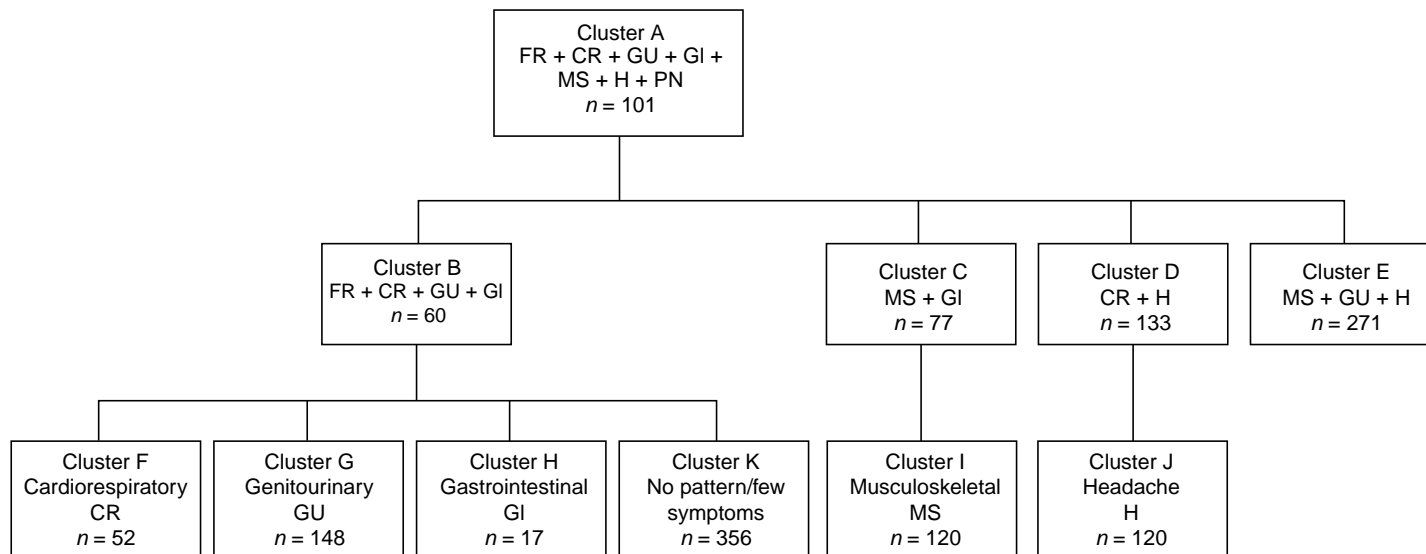 Cluster A
FR + CR + GU + GI +
MS + H + PN
n = 101
Cluster B
FR + CR + GU + GI
n = 60
Cluster C
MS + GI
n = 77
Cluster D
CR + H
n = 133
Cluster E
MS + GU + H
n = 271
Cluster F
Cardiorespiratory
CR
n = 52
Cluster G
Genitourinary
GU
n = 148
Cluster H
Gastrointestinal
GI
n = 17
Cluster K
No pattern/few
symptoms
n = 356
Cluster I
Musculoskeletal
MS
n = 120
Cluster J
Headache
H
n = 120